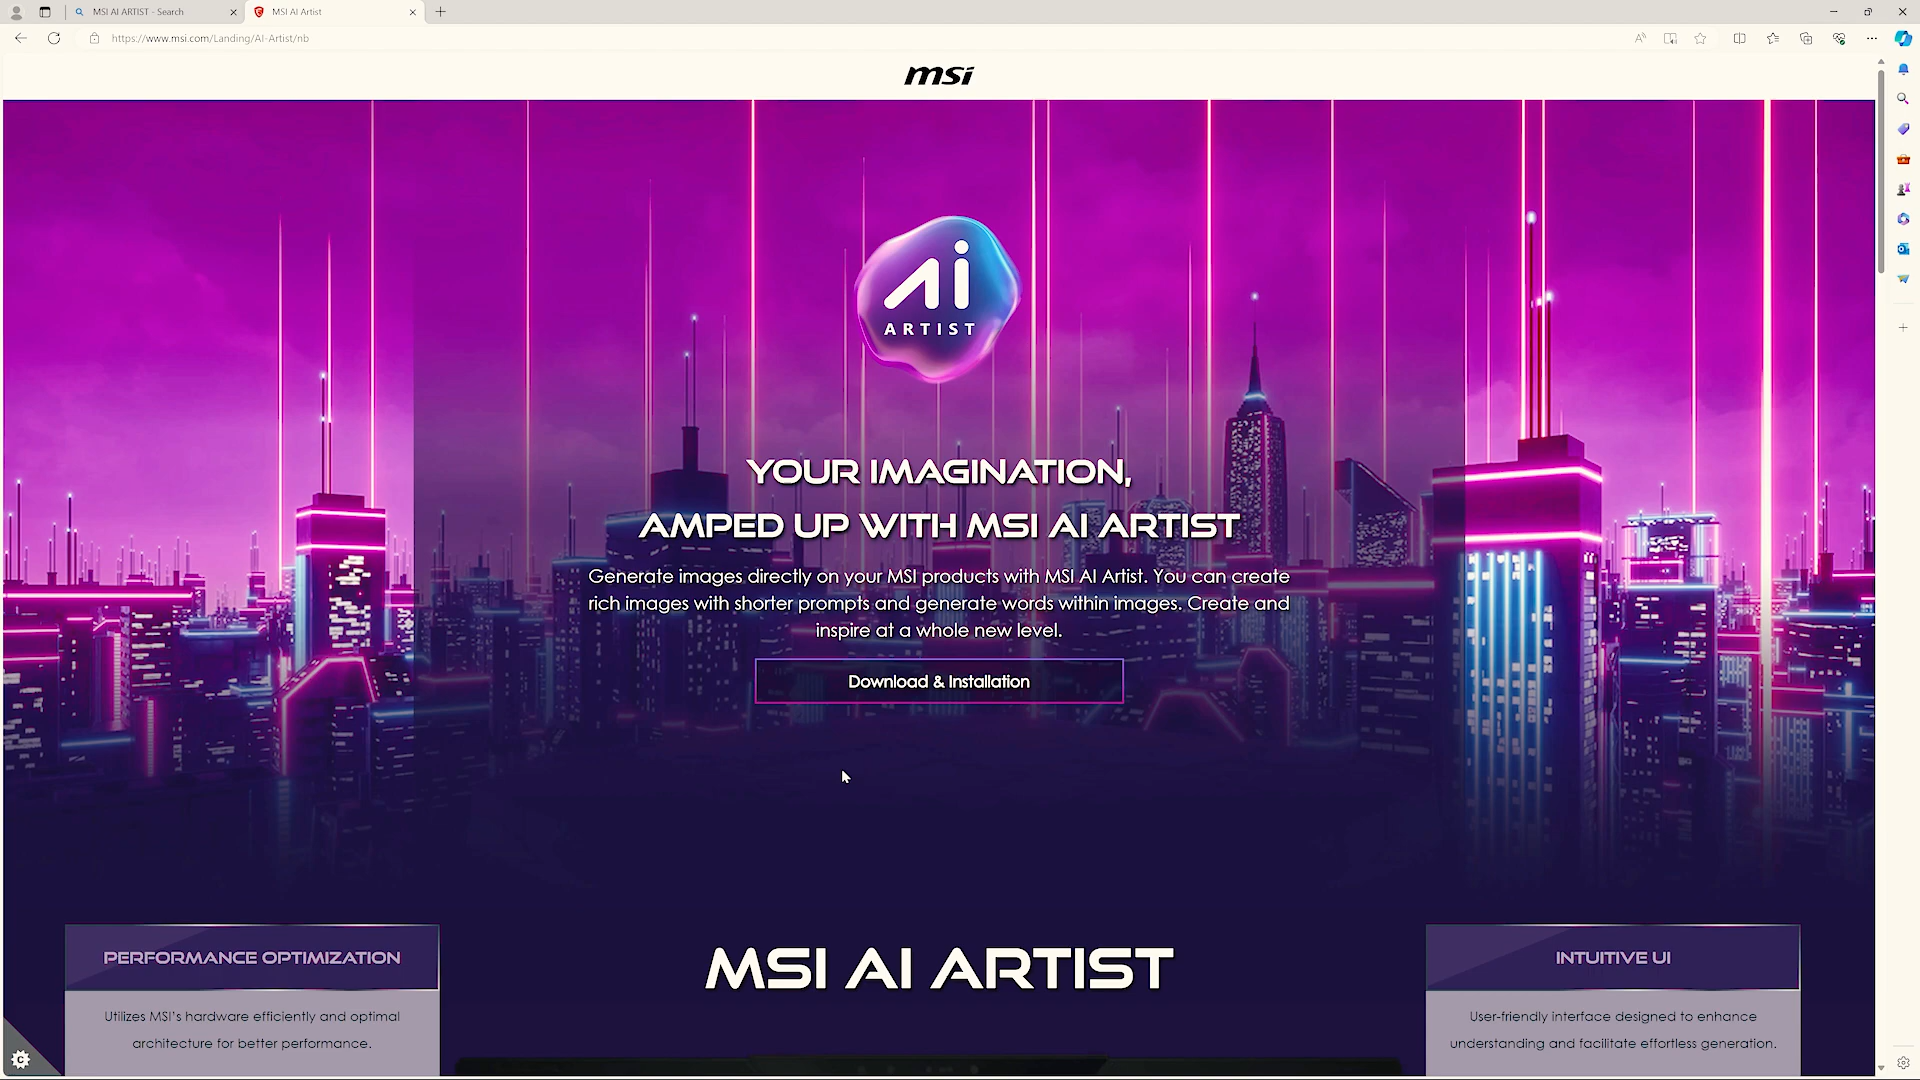 MSI AI ARTIST - Search
MSI AI Artist
https://www.msi.com/Landing/AI-Artist/nb
msi
Ai
ARTIST
YOUR IMAGINATION,
AMPED UP WITH MSI AI ARTIST
Generate images directly on your MSI products with MSI AI Artist. You can create
rich images with shorter prompts and generate words within images. Create and
inspire at a whole new level.
Download & Installation
MSI AI ARTIST
PERFORMANCE OPTIMIZATION
Utilizes MSI's hardware efficiently and optimal
architecture for better performance.
INTUITIVE UI
User-friendly interface designed to enhance
understanding and facilitate effortless generation.